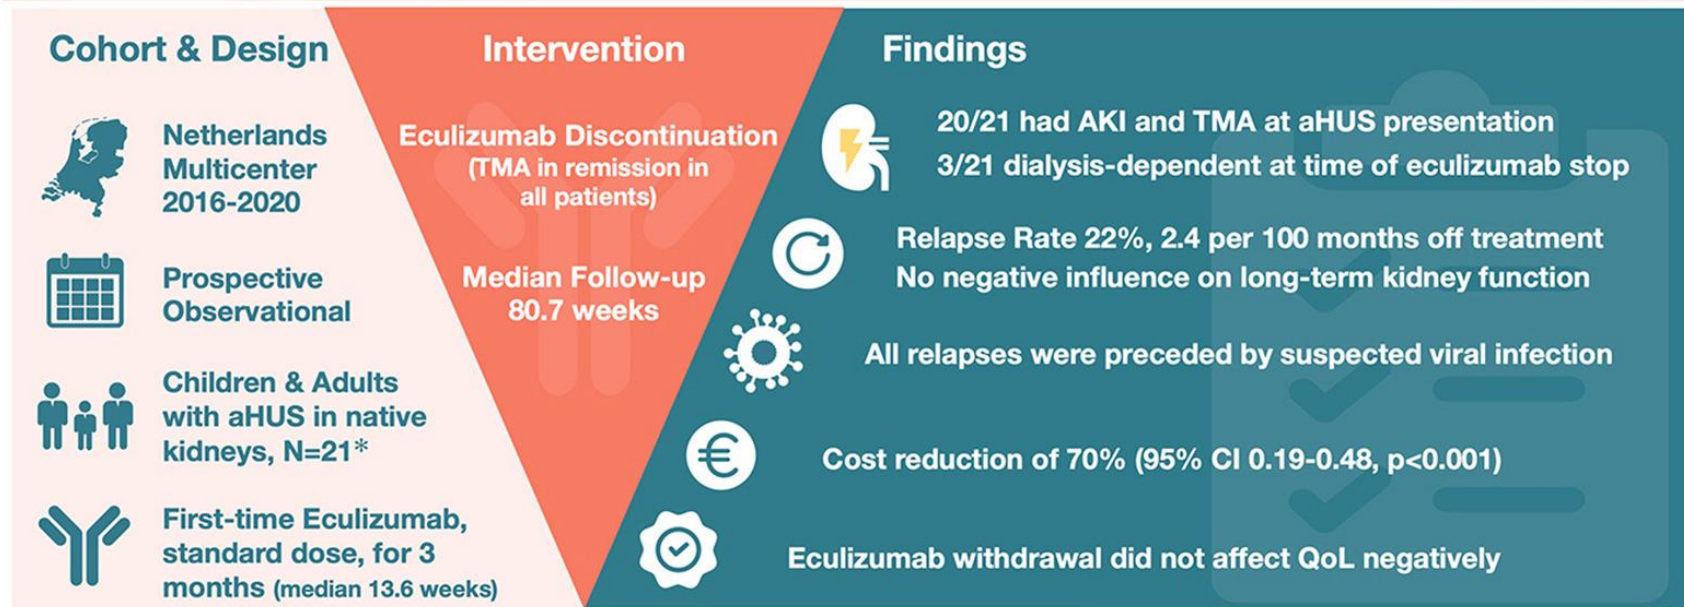 Cohort & Design
Netherlands
Multicenter
2016-2020
Prospective
Observational
Children & Adults
with aHUS in native
kidneys, N=21*
First-time Eculizumab,
standard dose, for 3
months (median 13.6 weeks)
Intervention
Eculizumab Discontinuation
(TMA in remission in
all patients)
Median Follow-up
80.7 weeks
Findings
20/21 had AKI and TMA at aHUS presentation
3/21 dialysis-dependent at time of eculizumab stop
Relapse Rate 22%, 2.4 per 100 months off treatment
No negative influence on long-term kidney function
All relapses were preceded by suspected viral infection
€
Cost reduction of 70% (95% CI 0.19-0.48, p<0.001)
Eculizumab withdrawal did not affect QoL negatively